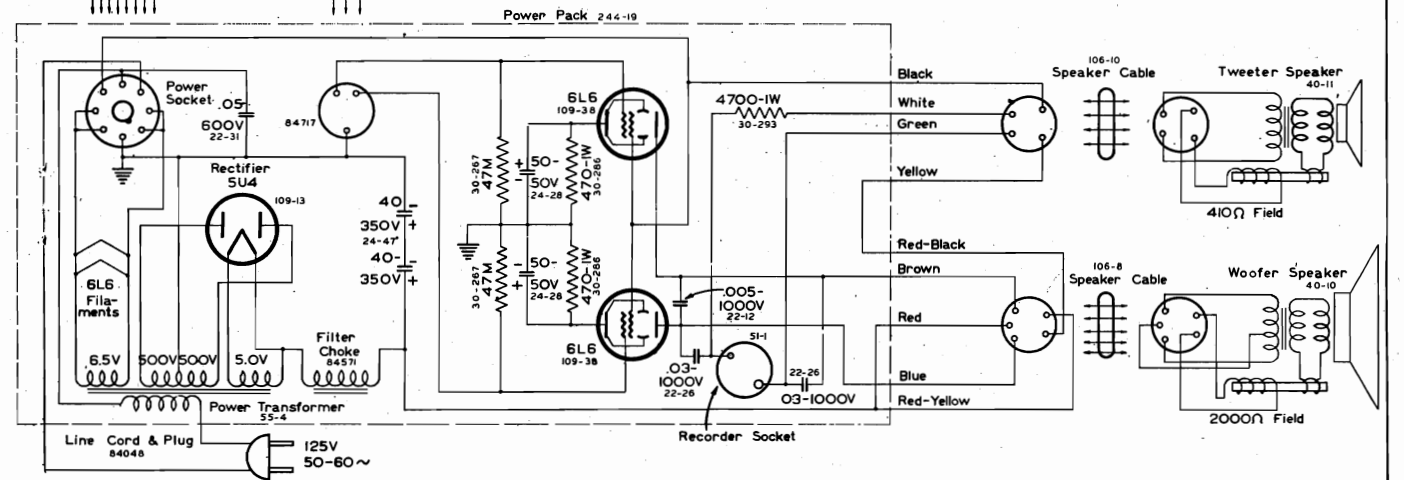 Power Pack 244-19
Power
Socket
.05-
600V
22-31
84717
Rectifier
5U4
109-13
40-
350V
24-47
40-
350V
6L6
Fila-
ments
6.5V
500V 500V
5.0V
Filter
Choke
84571
Power Transformer
55-4
Line Cord & Plug
84048
125V
50-60~
30-267
47M
50-
50V
24-28
470-1W
30-286
30-267
47M
50-
50V
24-28
470-1W
30-286
6L6
109-38
6L6
109-38
4700-1W
30-293
.005-
1000V
22-12
.03-
1000V
22-26
51-1
22-26
03-1000V
Recorder Socket
Black
White
Green
Yellow
Red-Black
Brown
Red
Blue
Red-Yellow
106-10
Speaker Cable
Tweeter Speaker
40-11
410Ω Field
106-8
Speaker Cable
Woofer Speaker
40-10
2000Ω Field